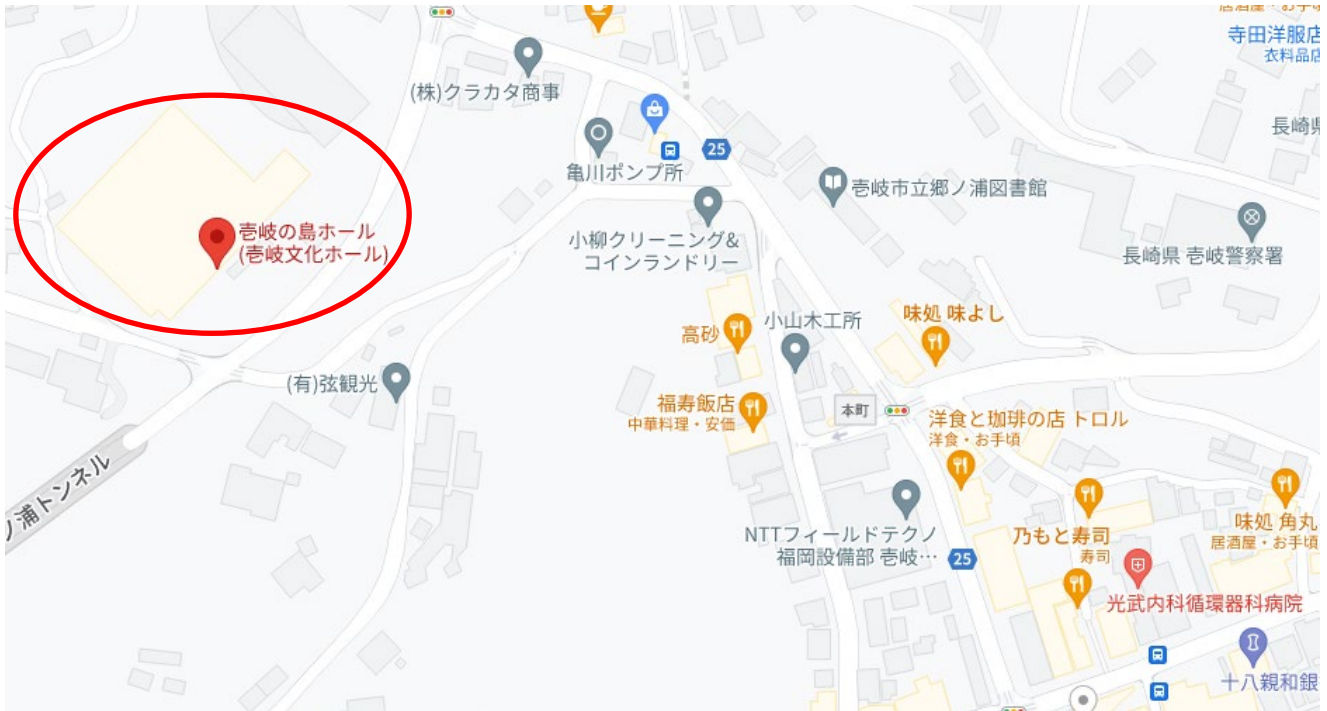 寺田洋服店
衣料品店
(株)クラカタ商事
長崎県
25
亀川ポンプ所
壱岐市立郷ノ浦図書館
壱岐の島ホール
(壱岐文化ホール)
小柳クリーニング&
コインランドリー
長崎県 壱岐警察署
味処 味よし
小山木工所
高砂
(有)弦観光
福寿飯店
中華料理・安価
本町
洋食と珈琲の店 トロル
洋食・お手頃
ノ浦トンネル
NTTフィールドテクノ
福岡設備部 壱岐…
25
乃もと寿司
寿司
味処 角丸
居酒屋・お手頃
光武内科循環器科病院
十八親和銀